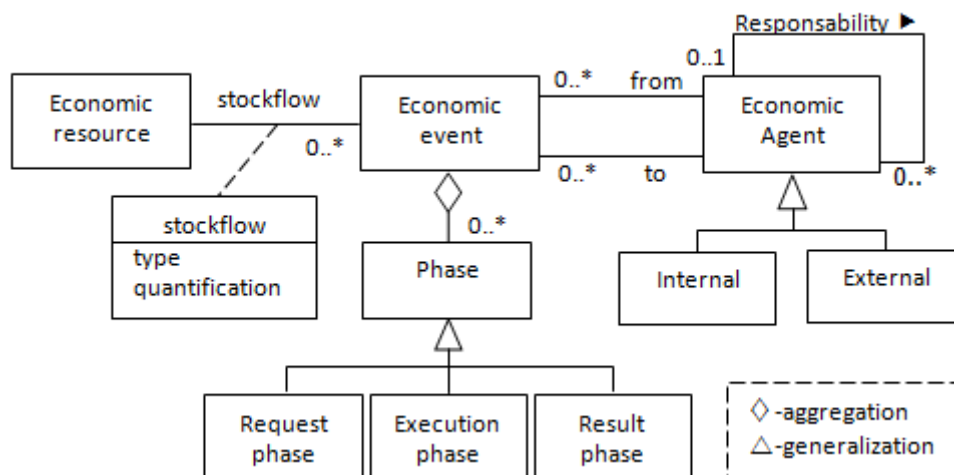 Responsability ►
0..1
Economic
resource
stockflow
0..*
Economic
event
0..*
from
0..*
to
Economic
Agent
0..*
stockflow
type
quantification
0..*
Phase
Internal
External
Request
phase
Execution
phase
Result
phase
-aggregation
-generalization